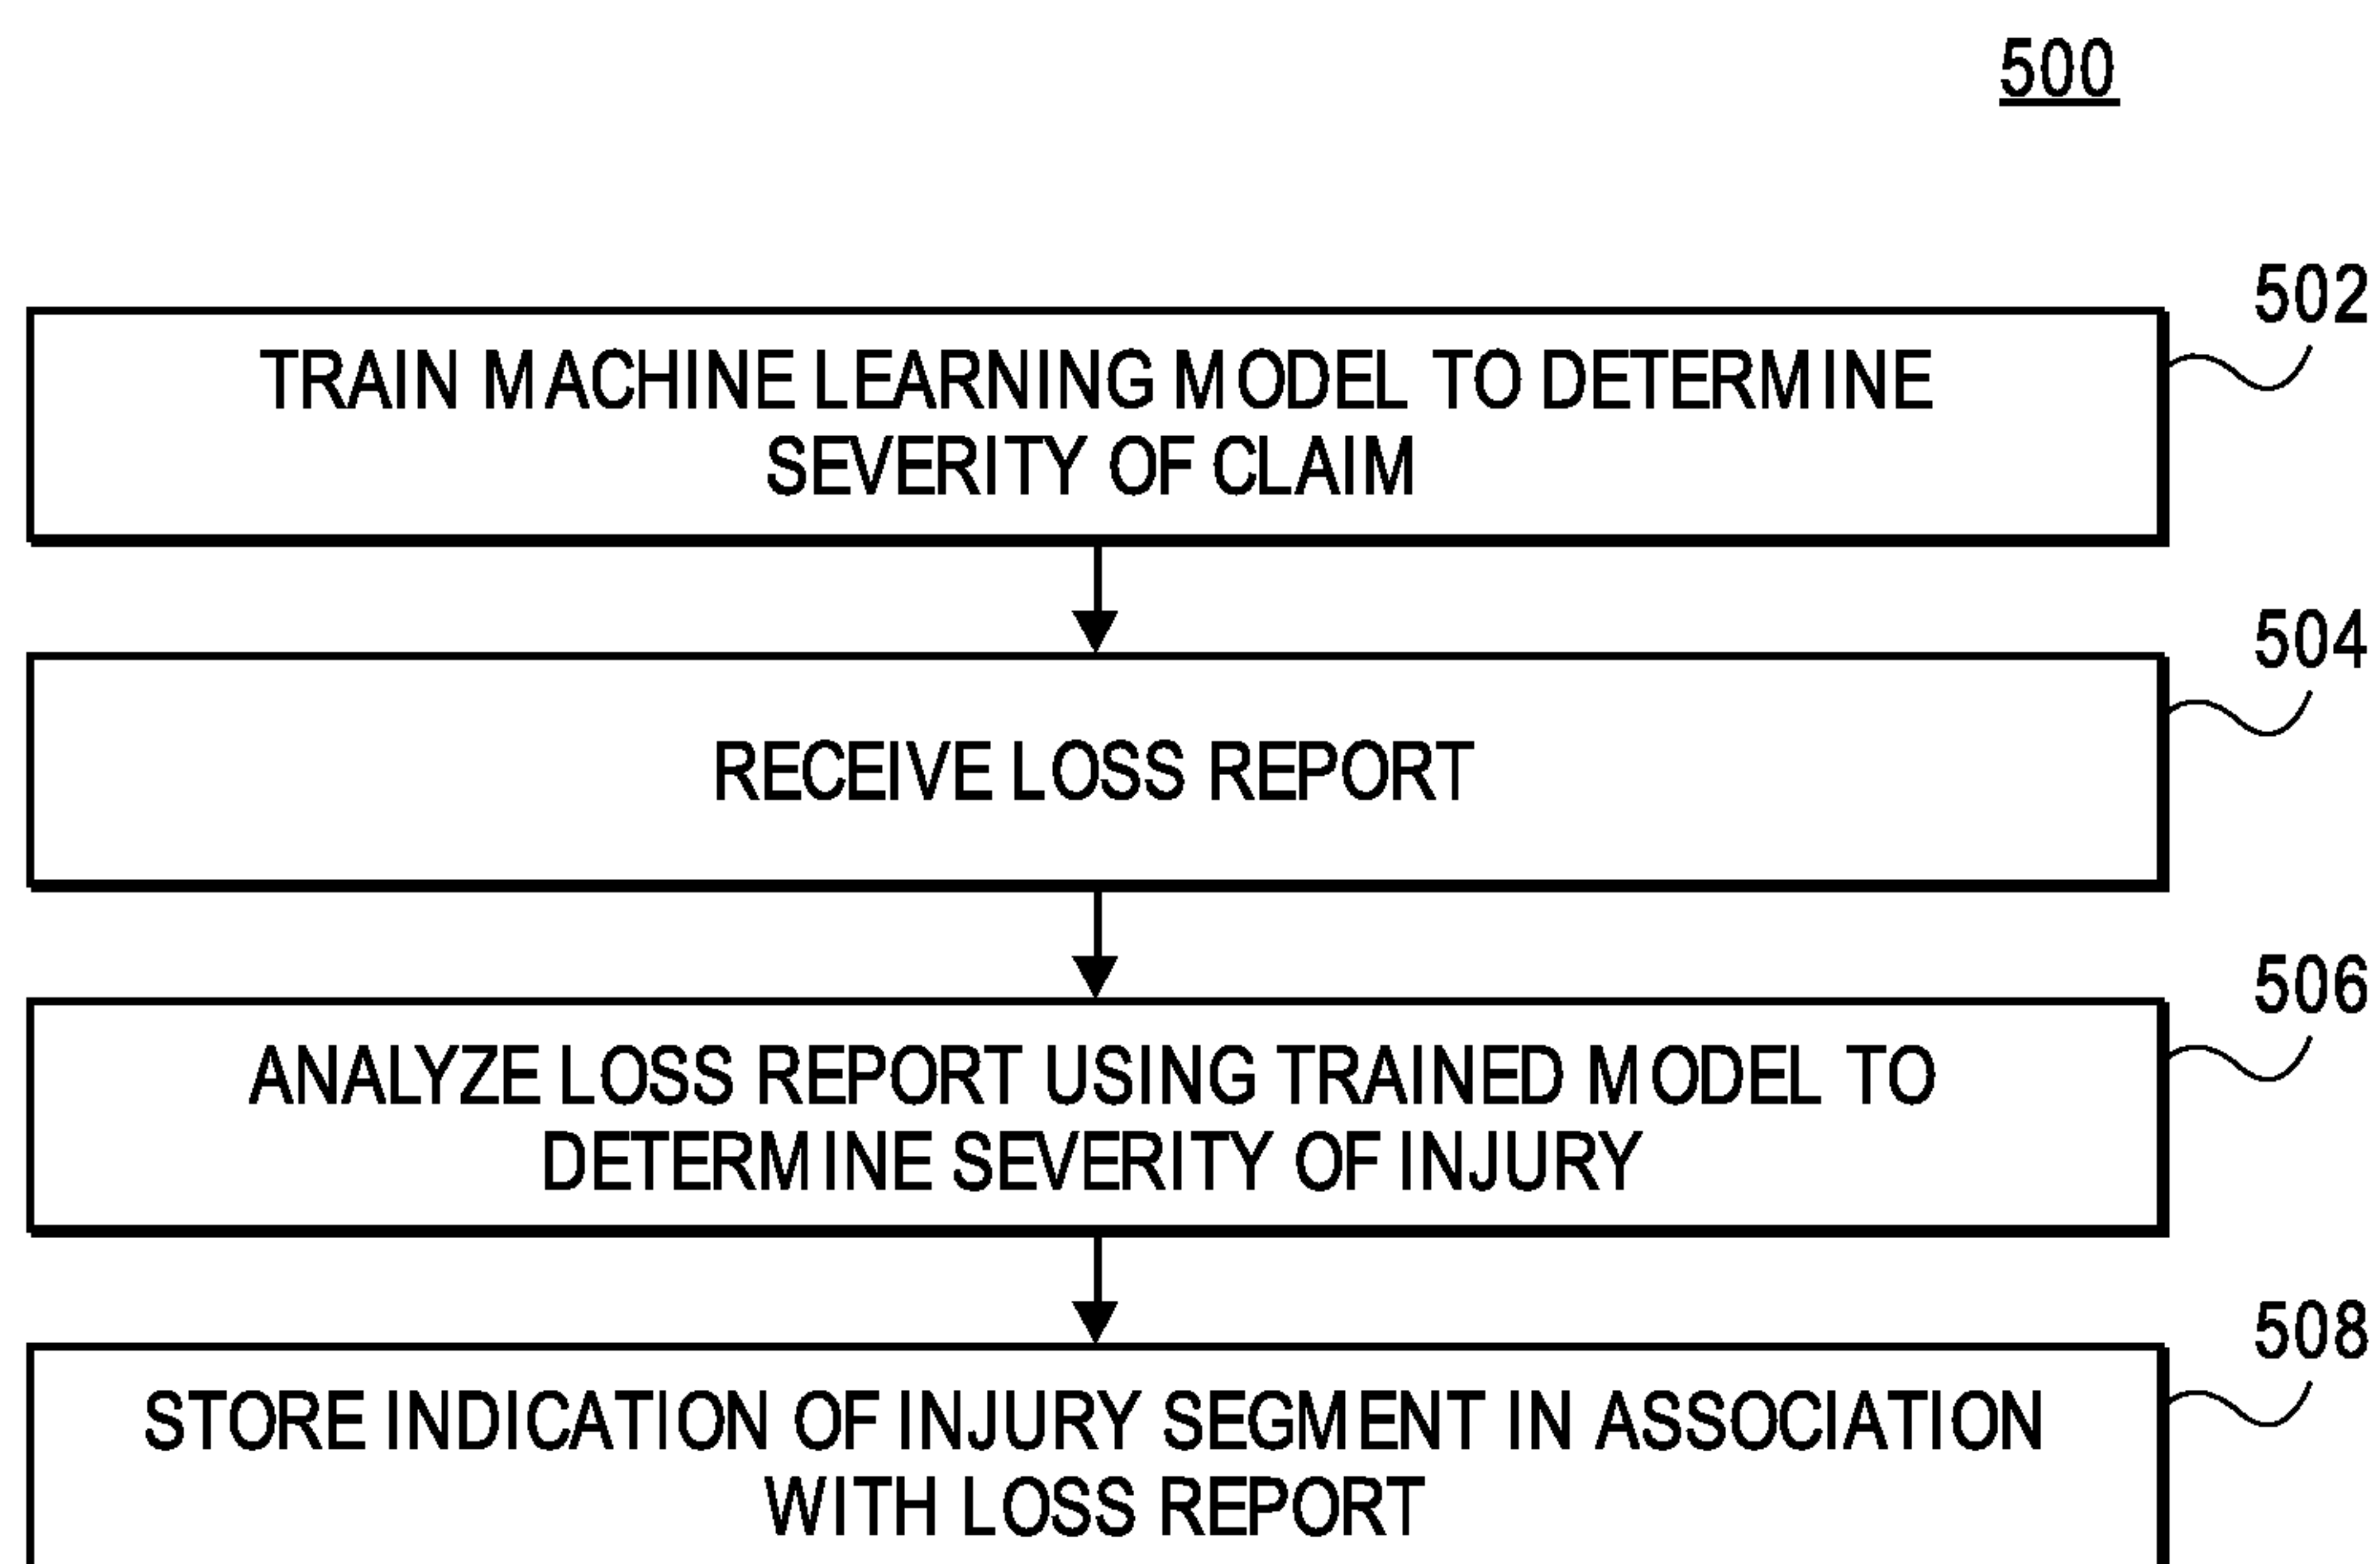 500
502
TRAIN MACHINE LEARNING MODEL TO DETERMINE
SEVERITY OF CLAIM
504
RECEIVE LOSS REPORT
506
ANALYZE LOSS REPORT USING TRAINED MODEL TO
DETERMINE SEVERITY OF INJURY
508
STORE INDICATION OF INJURY SEGMENT IN ASSOCIATION
WITH LOSS REPORT